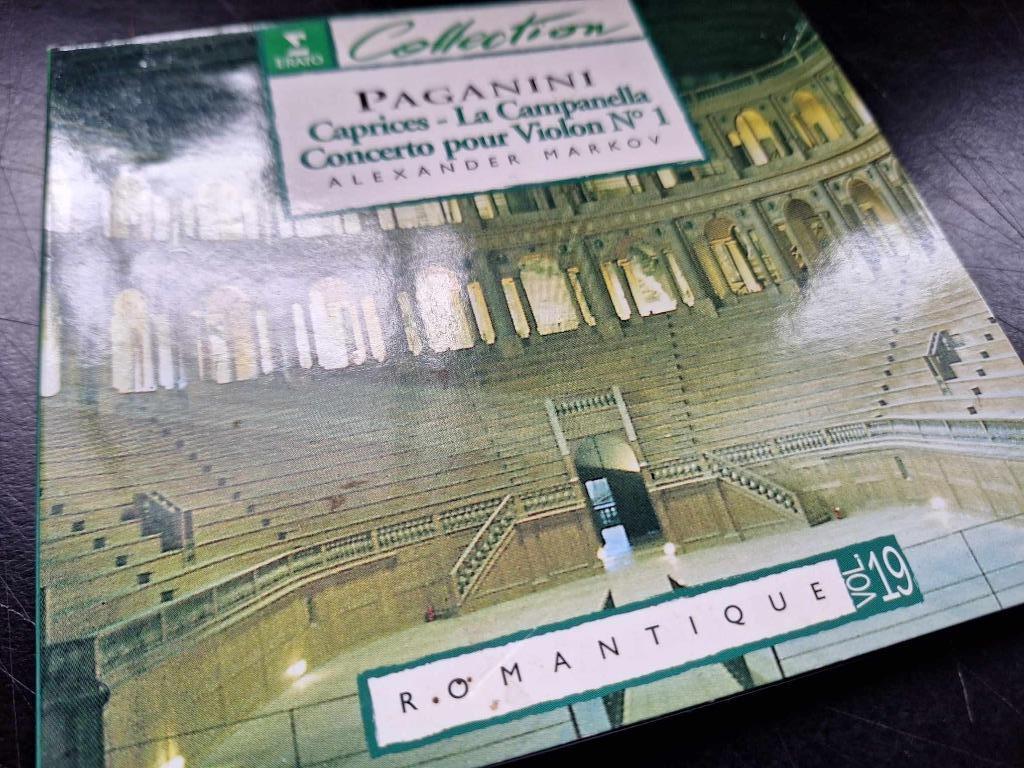 ERATO
Collection
PAGANINI
Caprices - La Campanella
Concerto pour Violon N° 1
ALEXANDER MARKOV
ROMANTIQUE
VOL. 19